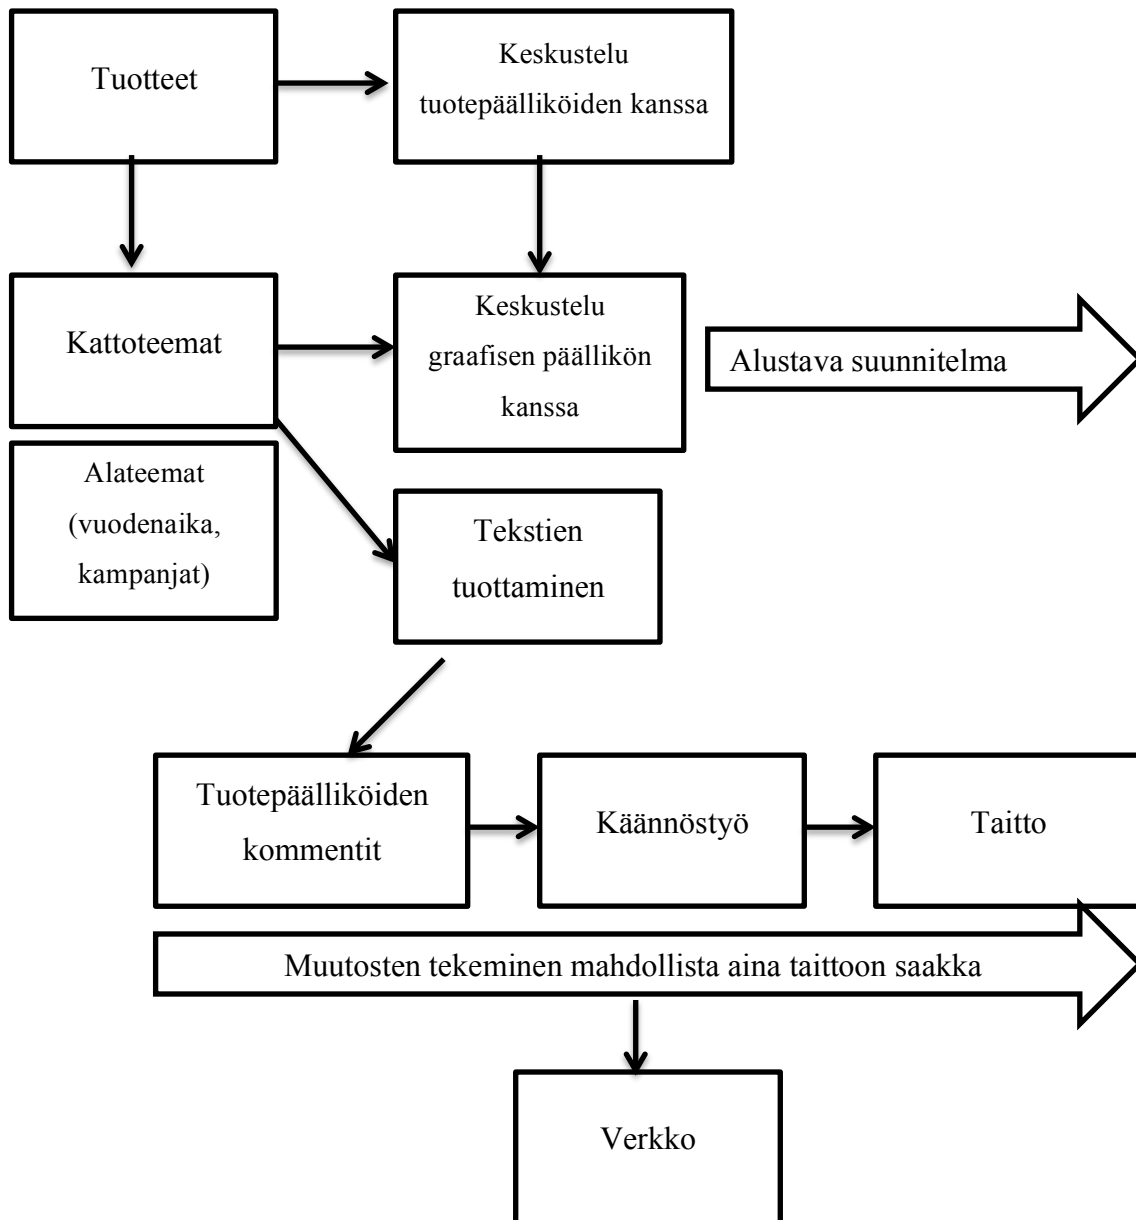 Tuotteet
Keskustelu
tuotepäälliköiden kanssa
Kattoteemat
Keskustelu
graafisen päällikön
kanssa
Alustava suunnitelma
Alateemat
(vuodenaika,
kampanjat)
Tekstien
tuottaminen
Tuotepäälliköiden
kommentit
Käännöstyö
Taitto
Muutosten tekeminen mahdollista aina taittoon saakka
Verkko